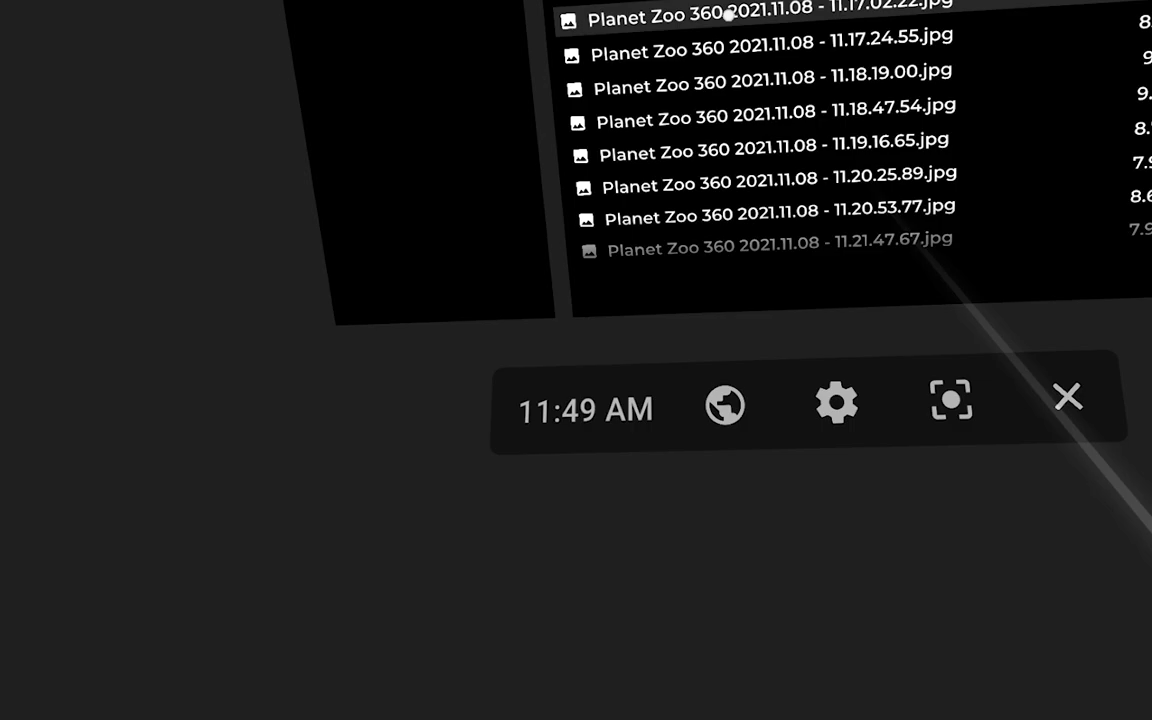 Planet Zoo 360 2021.11.08 - 11.17.02.22.jpg
Planet Zoo 360 2021.11.08 - 11.17.24.55.jpg
Planet Zoo 360 2021.11.08 - 11.18.19.00.jpg
Planet Zoo 360 2021.11.08 - 11.18.47.54.jpg
Planet Zoo 360 2021.11.08 - 11.19.16.65.jpg
Planet Zoo 360 2021.11.08 - 11.20.25.89.jpg
Planet Zoo 360 2021.11.08 - 11.20.53.77.jpg
Planet Zoo 360 2021.11.08 - 11.21.47.67.jpg
11:49 AM